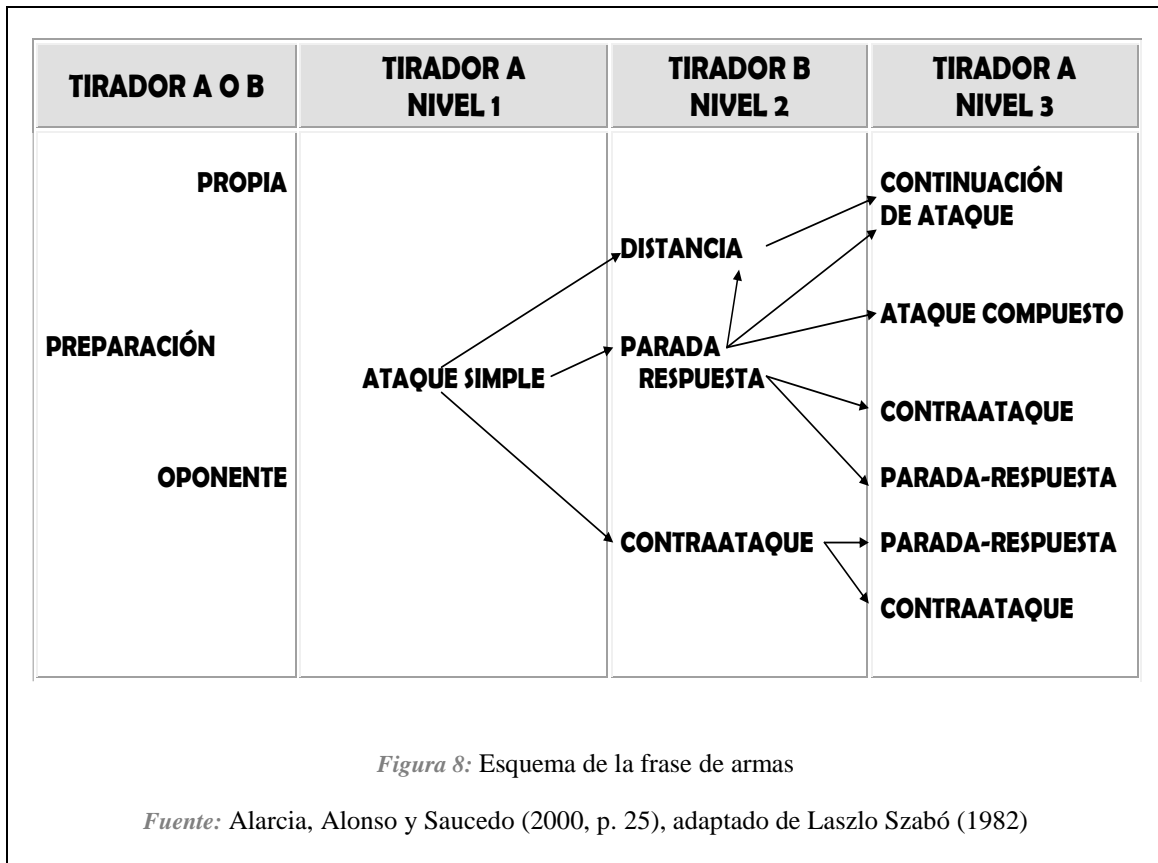 TIRADOR A O B
TIRADOR A
NIVEL 1
TIRADOR B
NIVEL 2
TIRADOR A
NIVEL 3
PROPIA
PREPARACIÓN
OPONENTE
ATAQUE SIMPLE
DISTANCIA
PARADA
RESPUESTA
CONTRAATAQUE
CONTINUACIÓN
DE ATAQUE
ATAQUE COMPUESTO
CONTRAATAQUE
PARADA-RESPUESTA
PARADA-RESPUESTA
CONTRAATAQUE
Figura 8: Esquema de la frase de armas
Fuente: Alarcia, Alonso y Saucedo (2000, p. 25), adaptado de Laszlo Szabó (1982)